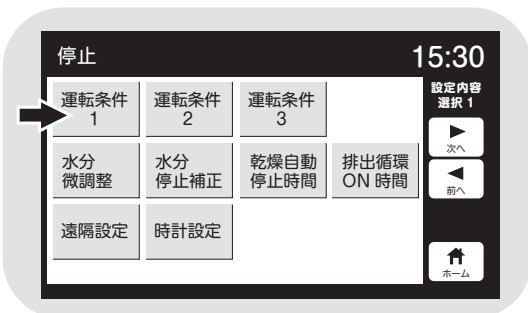 停止
15:30
運転条件
1
運転条件
2
運転条件
3
水分
微調整
水分
停止補正
乾燥自動
停止時間
排出循環
ON 時間
遠隔設定
時計設定
設定内容
選択 1
次へ
前へ
ホーム